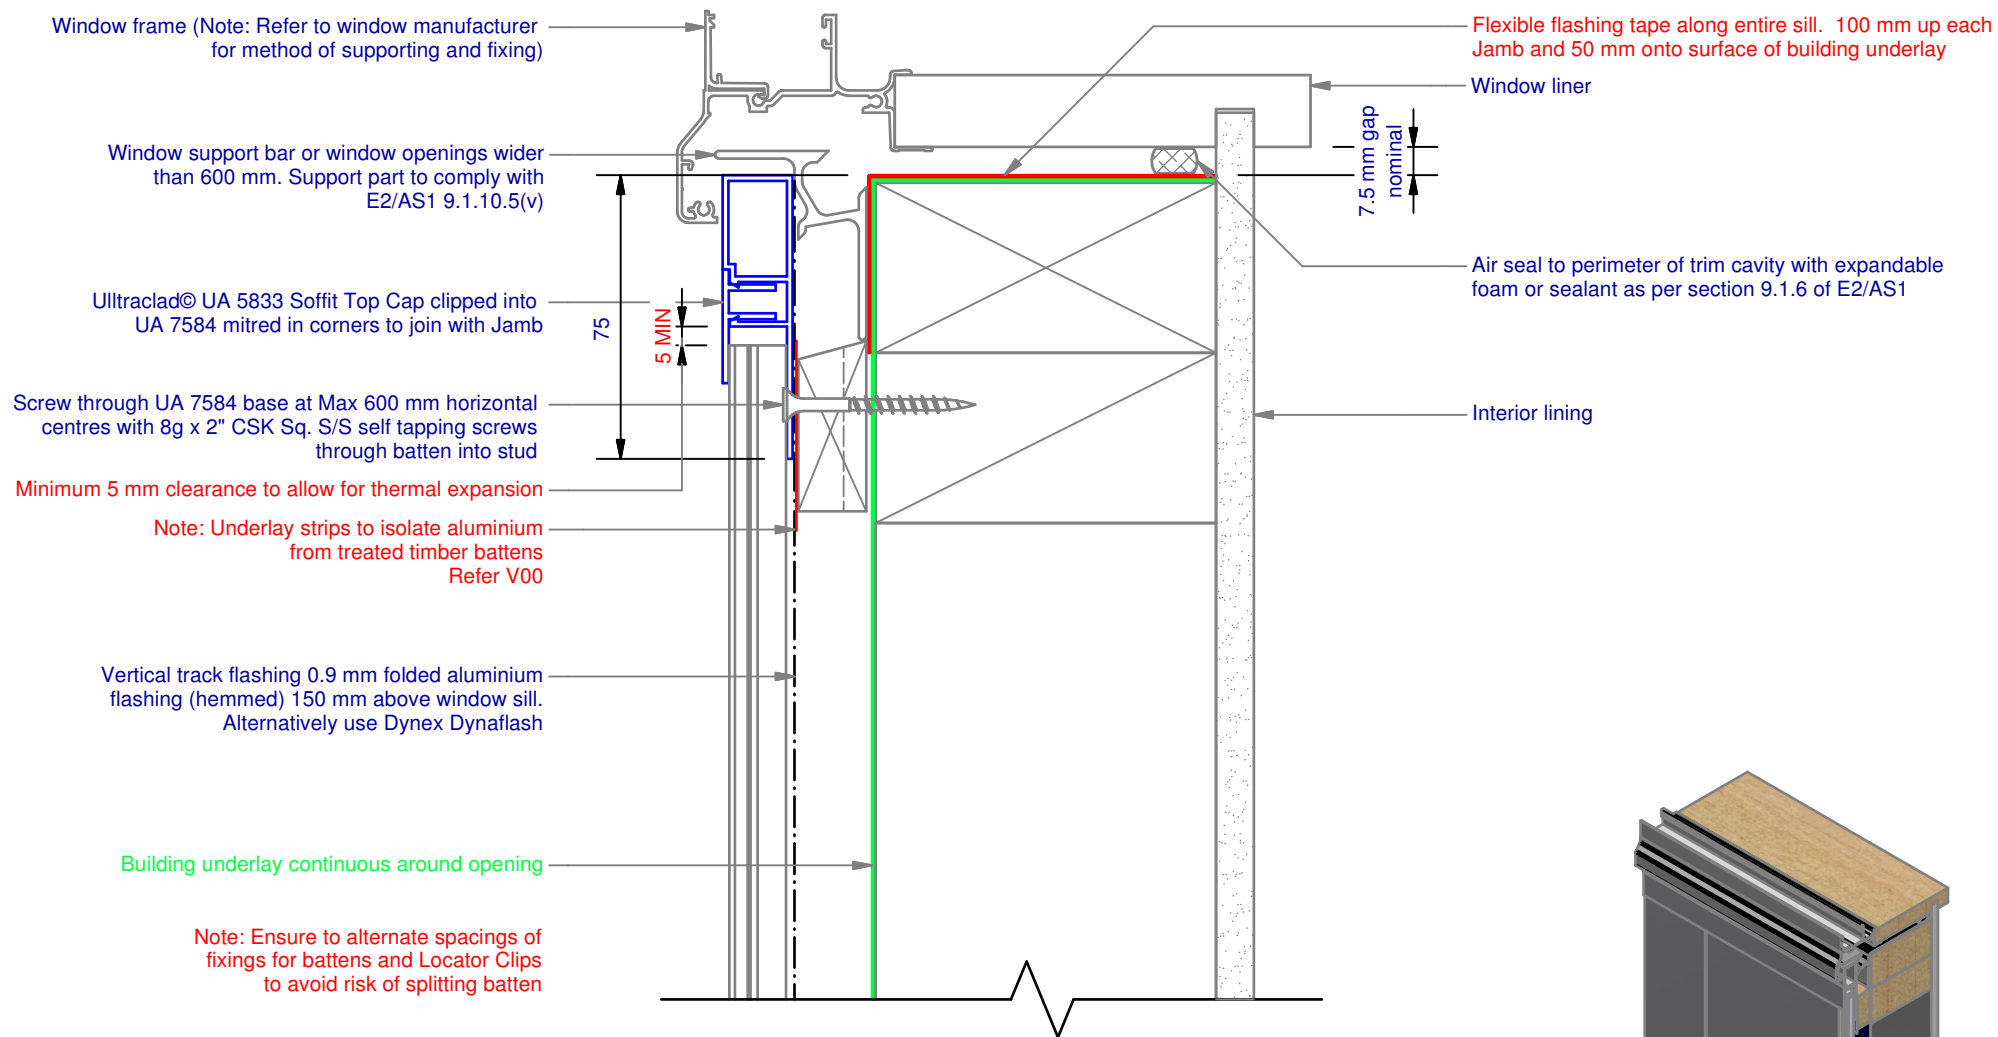 Window frame (Note: Refer to window manufacturer
for method of supporting and fixing)
Window support bar or window openings wider
than 600 mm. Support part to comply with
E2/AS1 9.1.10.5(v)
Ulltraclad© UA 5833 Soffit Top Cap clipped into
UA 7584 mitred in corners to join with Jamb
Screw through UA 7584 base at Max 600 mm horizontal
centres with 8g x 2" CSK Sq. S/S self tapping screws
through batten into stud
Minimum 5 mm clearance to allow for thermal expansion
Note: Underlay strips to isolate aluminium
from treated timber battens
Refer V00
Vertical track flashing 0.9 mm folded aluminium
flashing (hemmed) 150 mm above window sill.
Alternatively use Dynex Dynaflash
Building underlay continuous around opening
Note: Ensure to alternate spacings of
fixings for battens and Locator Clips
to avoid risk of splitting batten
75
5 MIN
Flexible flashing tape along entire sill.  100 mm up each
Jamb and 50 mm onto surface of building underlay
Window liner
7.5 mm gap
nominal
Air seal to perimeter of trim cavity with expandable
foam or sealant as per section 9.1.6 of E2/AS1
Interior lining